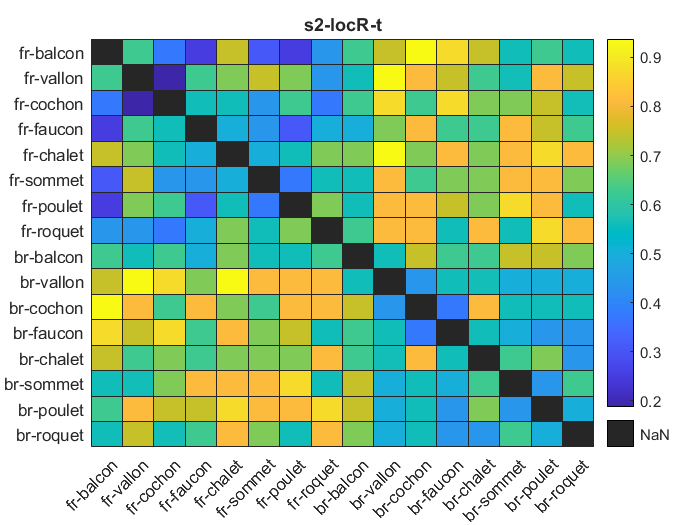 s2-locR-t
fr-balcon
fr-vallon
fr-cochon
fr-faucon
fr-chalet
fr-sommet
fr-poulet
fr-roquet
br-balcon
br-vallon
br-cochon
br-faucon
br-chalet
br-sommet
br-poulet
br-roquet
fr-balcon
fr-vallon
fr-cochon
fr-faucon
fr-chalet
fr-sommet
fr-poulet
fr-roquet
br-balcon
br-vallon
br-cochon
br-faucon
br-chalet
br-sommet
br-poulet
br-roquet
0.9
0.8
0.7
0.6
0.5
0.4
0.3
0.2
NaN